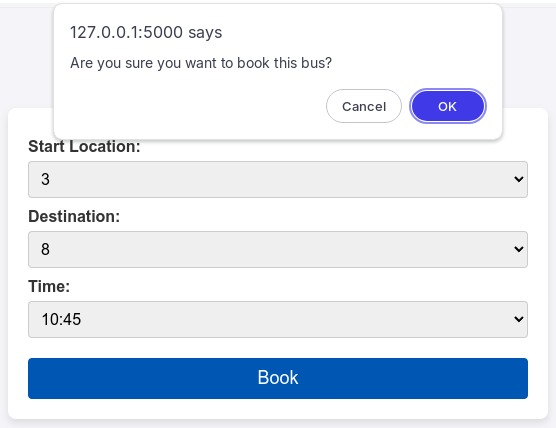 127.0.0.1:5000 says
Are you sure you want to book this bus?
Cancel
OK
Start Location:
3
Destination:
8
Time:
10:45
Book